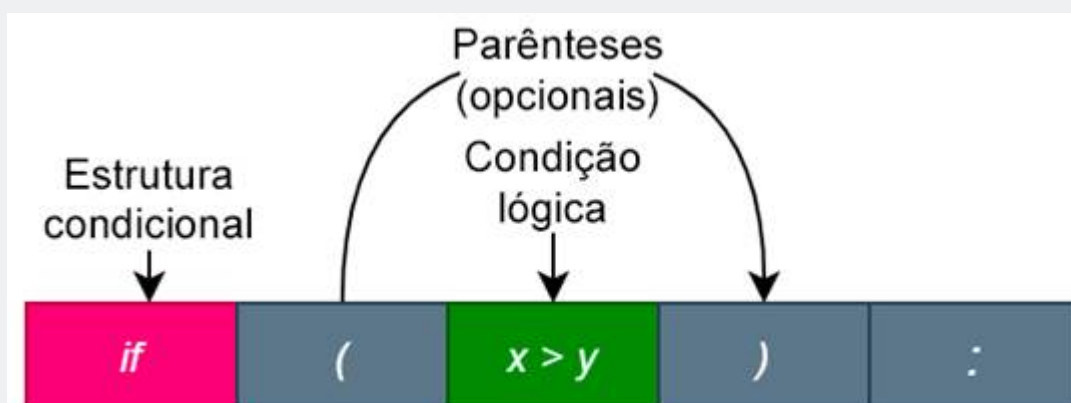 Parênteses
(opcionais)
Condição
lógica
Estrutura
condicional
if ( x > y ) :